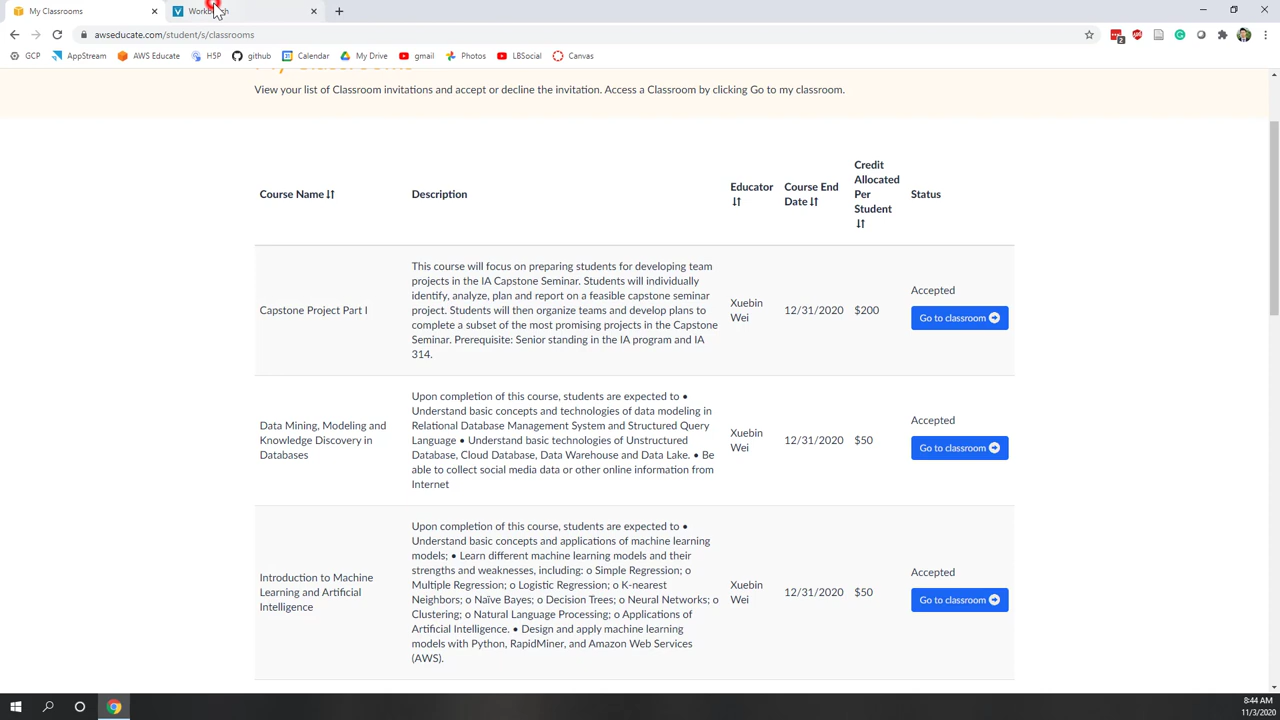 My Classrooms
awseducate.com/student/s/classrooms
GCP AppStream AWS Educate H5P github Calendar My Drive gmail Photos LBSocial Canvas
My Classrooms
View your list of Classroom invitations and accept or decline the invitation. Access a Classroom by clicking Go to my classroom.
Course Name
Description
Educator
Course End
Date
Credit
Allocated
Per
Student
Status
Capstone Project Part I
This course will focus on preparing students for developing team
projects in the IA Capstone Seminar. Students will individually
identify, analyze, plan and report on a feasible capstone seminar
project. Students will then organize teams and develop plans to
complete a subset of the most promising projects in the Capstone
Seminar. Prerequisite: Senior standing in the IA program and IA
314.
Xuebin
Wei
12/31/2020
$200
Accepted
Go to classroom
Data Mining, Modeling and
Knowledge Discovery in
Databases
Upon completion of this course, students are expected to •
Understand basic concepts and technologies of data modeling in
Relational Database Management System and Structured Query
Language • Understand basic technologies of Unstructured
Database, Cloud Database, Data Warehouse and Data Lake. • Be
able to collect social media data or other online information from
Internet
Xuebin
Wei
12/31/2020
$50
Accepted
Go to classroom
Introduction to Machine
Learning and Artificial
Intelligence
Upon completion of this course, students are expected to •
Understand basic concepts and applications of machine learning
models; • Learn different machine learning models and their
strengths and weaknesses, including: o Simple Regression; o
Multiple Regression; o Logistic Regression; o K-nearest
Neighbors; o Naïve Bayes; o Decision Trees; o Neural Networks; o
Clustering; o Natural Language Processing; o Applications of
Artificial Intelligence. • Design and apply machine learning
models with Python, RapidMiner, and Amazon Web Services
(AWS).
Xuebin
Wei
12/31/2020
$50
Accepted
Go to classroom
8:44 AM
11/3/2020